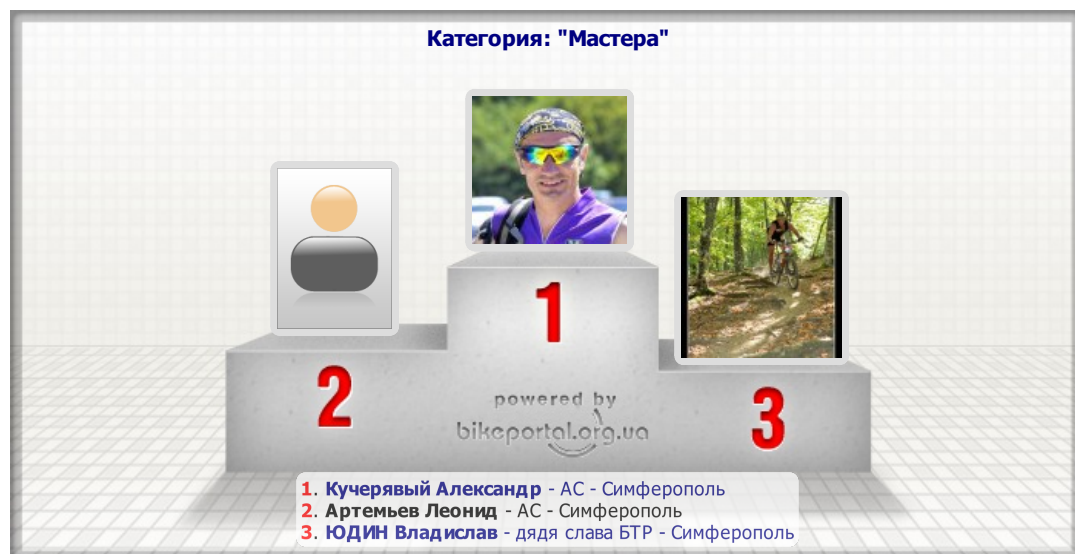 Категория: "Мастера"
1
2
3
powered by
bikeportal.org.ua
1. Кучерявый Александр - АС - Симферополь
2. Артемьев Леонид - АС - Симферополь
3. ЮДИН Владислав - дядя слава БТР - Симферополь